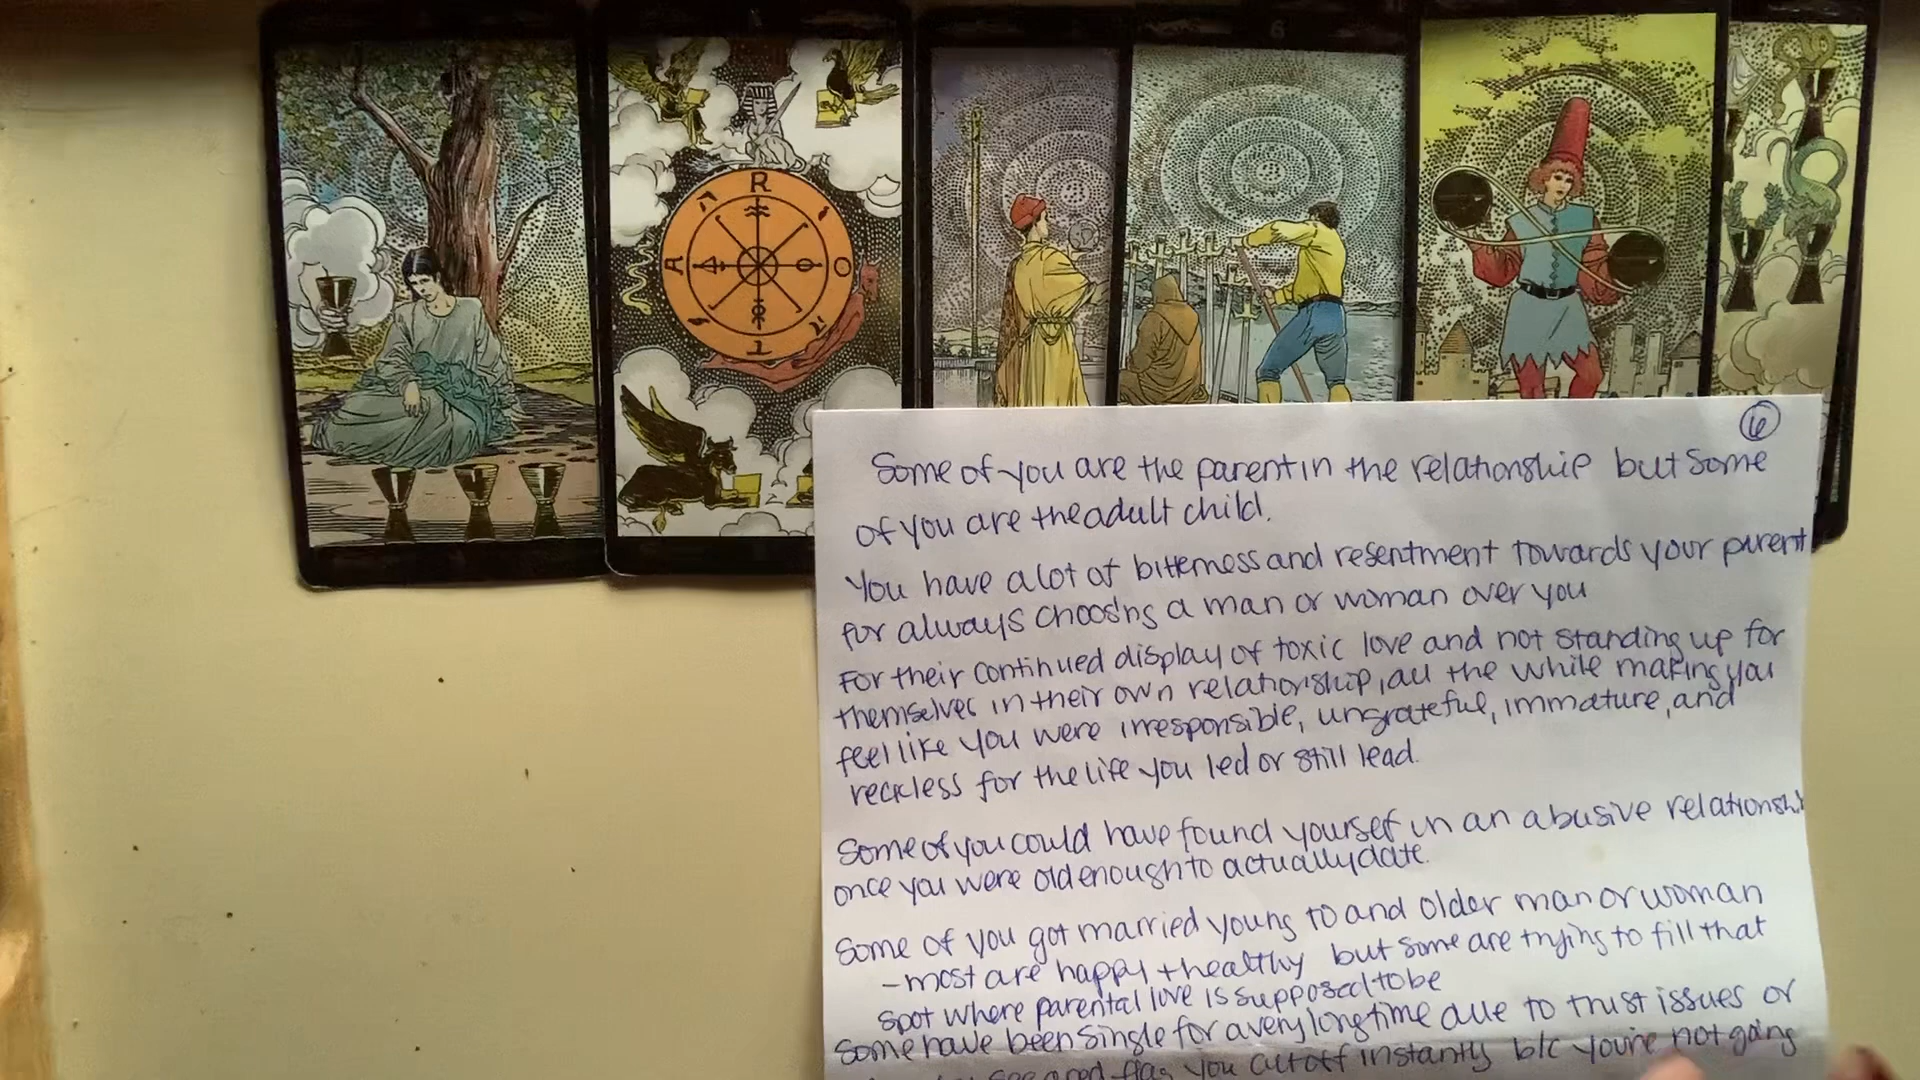 6
R
A
O
T
6
Some of you are the parent in the relationship but some
of you are the adult child.
You have a lot of bitterness and resentment towards your parent
for always choosing a man or woman over you
For their continued display of toxic love and not standing up for
themselves in their own relationship, all the while making you
feel like you were irresponsible, ungrateful, immature, and
reckless for the life you led or still lead.
Some of you could have found yourself in an abusive relationshi
once you were old enough to actually date.
Some of you got married young to and older man or woman
- most are happy + healthy but some are trying to fill that
spot where parental love is supposed to be
Some have been single for a very long time due to trust issues or
see a red flag you cut off instantly b/c you're not going